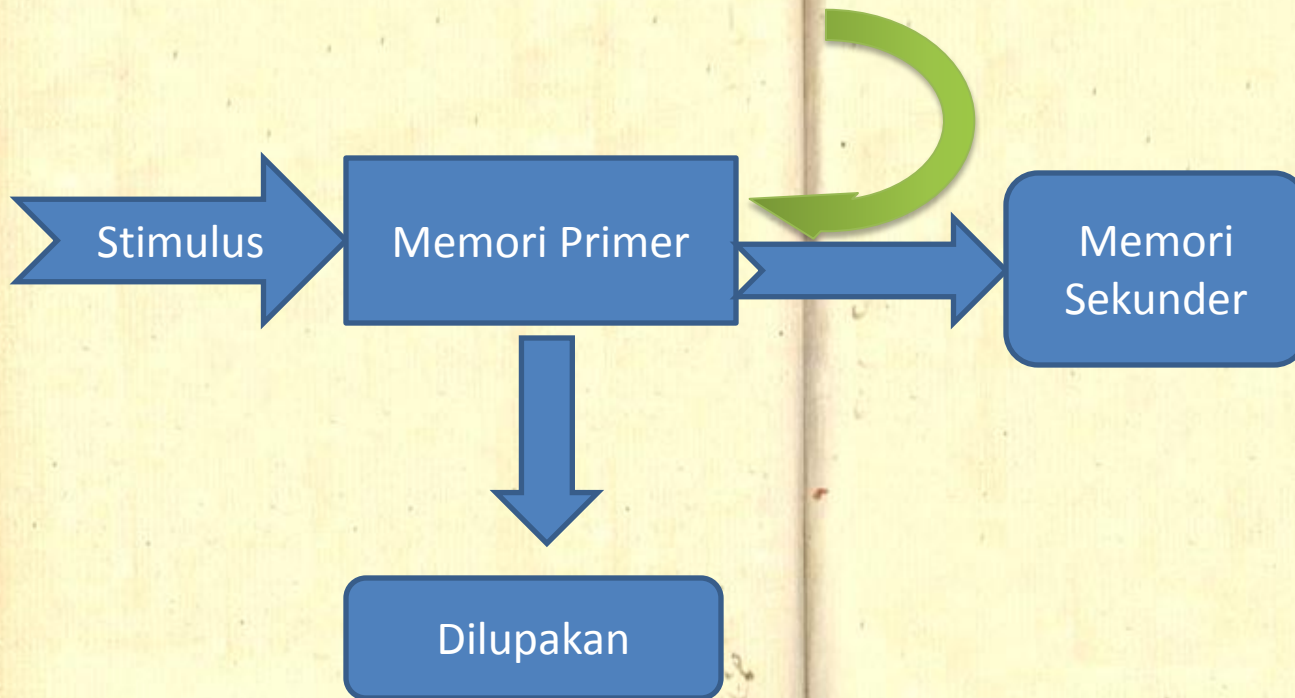 Stimulus
Memori Primer
Memori
Sekunder
Dilupakan